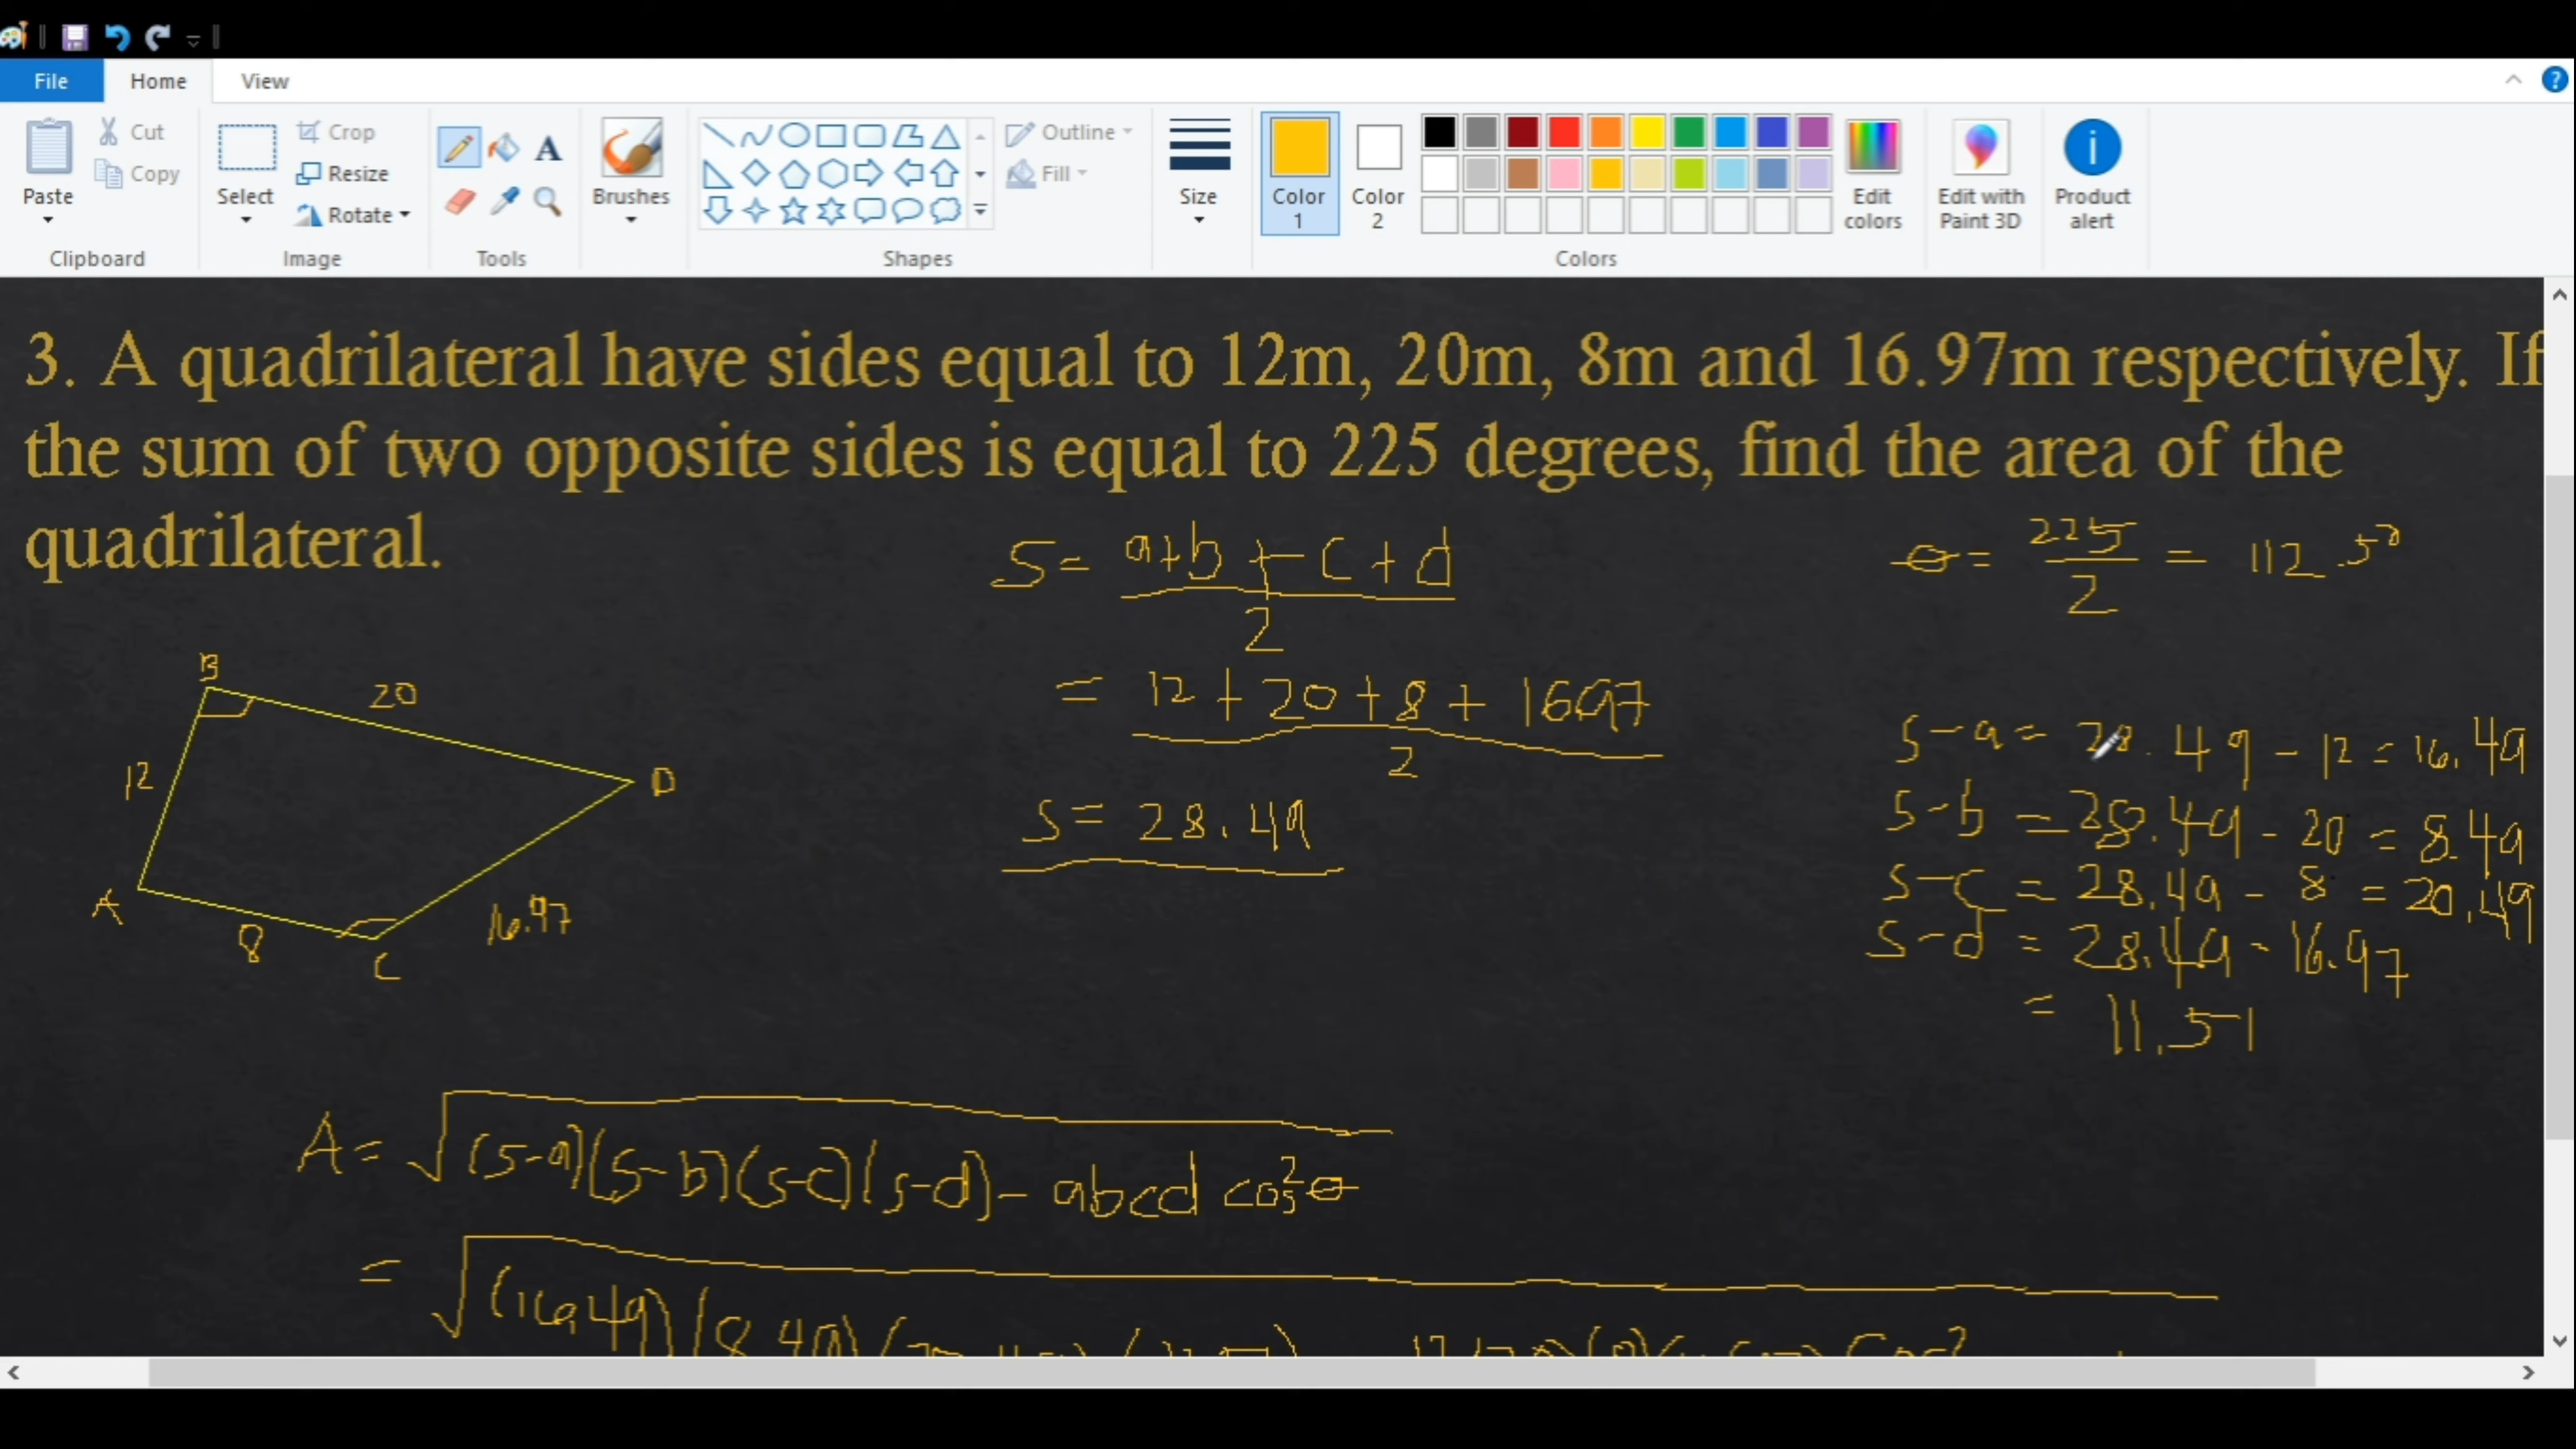 File Home View
Paste
Cut
Copy
Clipboard
Select
Crop
Resize
Rotate
Image
A
Tools
Brushes
Outline
Fill
Shapes
Size
Color 1
Color 2
Edit colors
Colors
Edit with Paint 3D
Product alert
3. A quadrilateral have sides equal to 12m, 20m, 8m and 16.97m respectively. If
the sum of two opposite sides is equal to 225 degrees, find the area of the
quadrilateral.
S = a+b+c+d / 2
= 12 + 20 + 8 + 1697 / 2
S = 28.49
θ = 225 / 2 = 112.5°
S - a = 28.49 - 12 = 16.49
S - b = 28.49 - 20 = 8.49
S - c = 28.49 - 8 = 20.49
S - d = 28.49 - 16.97
= 11.51
B
20
12
D
A
8
C
16.97
A = √(S-a)(S-b)(S-c)(S-d) - abcd cos²θ
= √(16.49)(8.49)